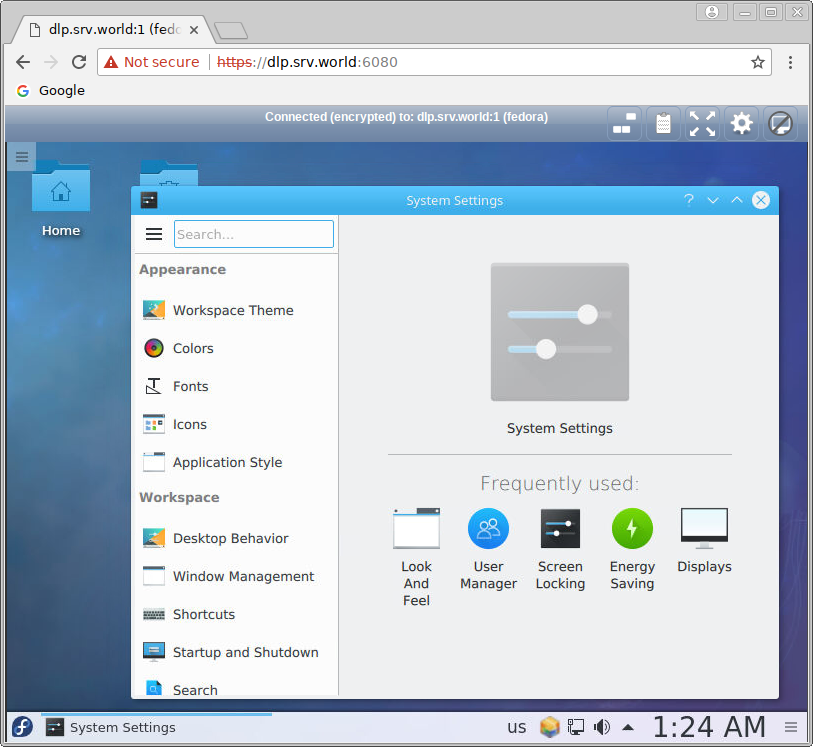 dlp.srv.world:1 (fedo
Not secure https://dlp.srv.world:6080
Google
Connected (encrypted) to: dlp.srv.world:1 (fedora)
Home
System Settings
Search...
Appearance
Workspace Theme
Colors
Fonts
Icons
Application Style
Workspace
Desktop Behavior
Window Management
Shortcuts
Startup and Shutdown
Search
System Settings
Frequently used:
Look
And
Feel
User
Manager
Screen
Locking
Energy
Saving
Displays
System Settings
us
1:24 AM